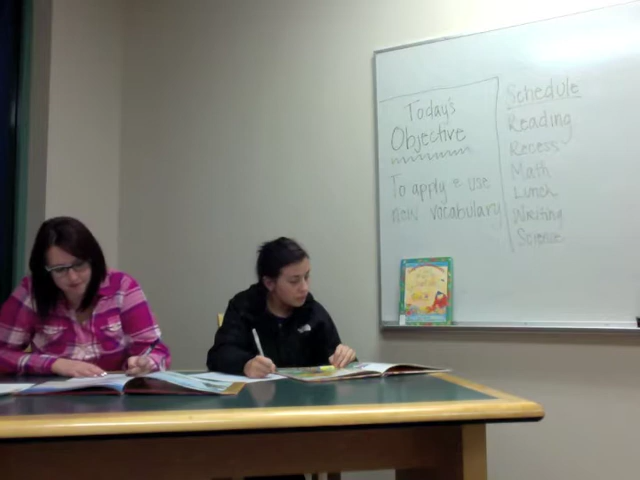 Today's
Objective
To apply & use
new vocabulary
Schedule
Reading
Recess
Math
Lunch
Writing
Science